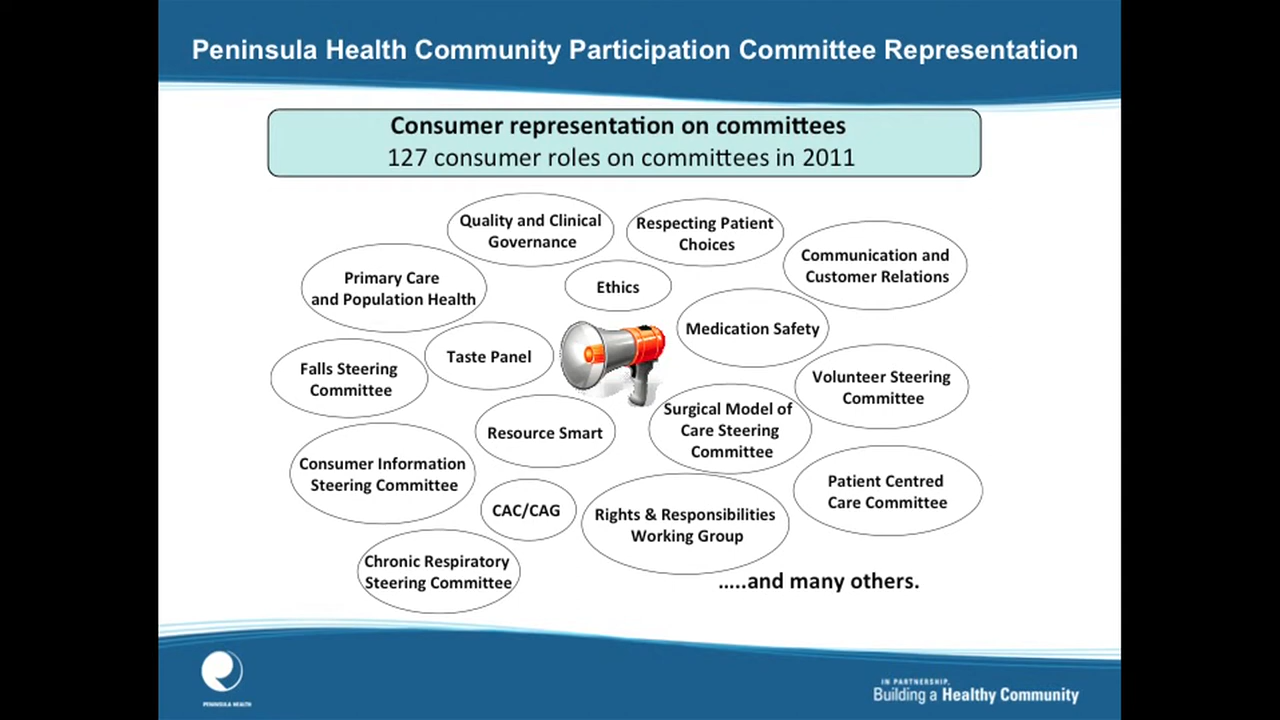 Peninsula Health Community Participation Committee Representation
Consumer representation on committees
127 consumer roles on committees in 2011
Quality and Clinical
Governance
Respecting Patient
Choices
Communication and
Customer Relations
Primary Care
and Population Health
Ethics
Medication Safety
Taste Panel
Falls Steering
Committee
Volunteer Steering
Committee
Surgical Model of
Care Steering
Committee
Resource Smart
Consumer Information
Steering Committee
Patient Centred
Care Committee
CAC/CAG
Rights & Responsibilities
Working Group
Chronic Respiratory
Steering Committee
…..and many others.
PENINSULA HEALTH
IN PARTNERSHIP,
Building a Healthy Community